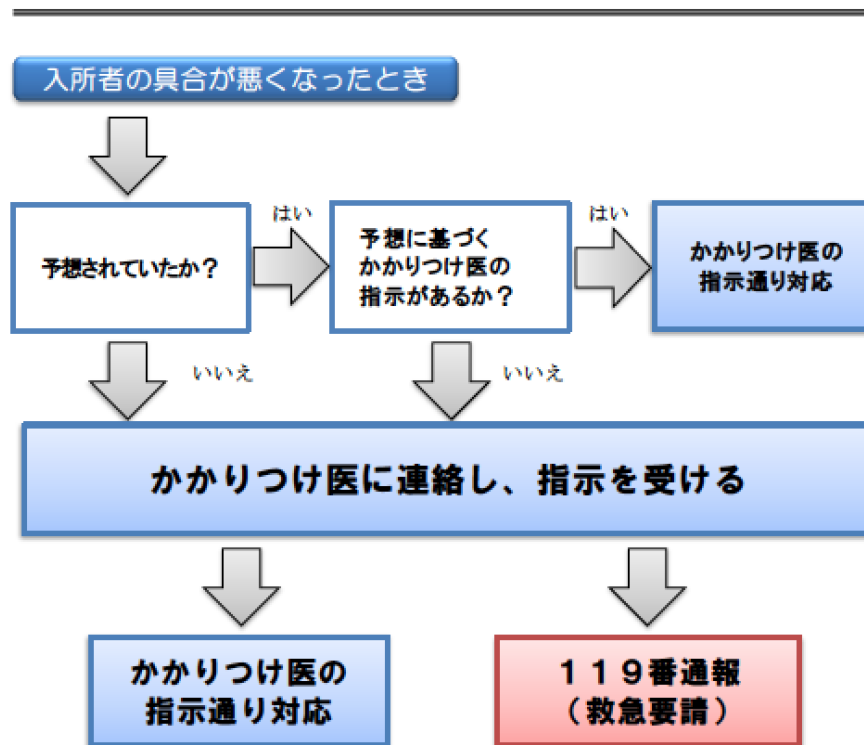 入所者の具合が悪くなったとき
予想されていたか？
はい
予想に基づく
かかりつけ医の
指示があるか？
はい
かかりつけ医の
指示通り対応
いいえ
いいえ
かかりつけ医に連絡し、指示を受ける
かかりつけ医の
指示通り対応
１１９番通報
（救急要請）